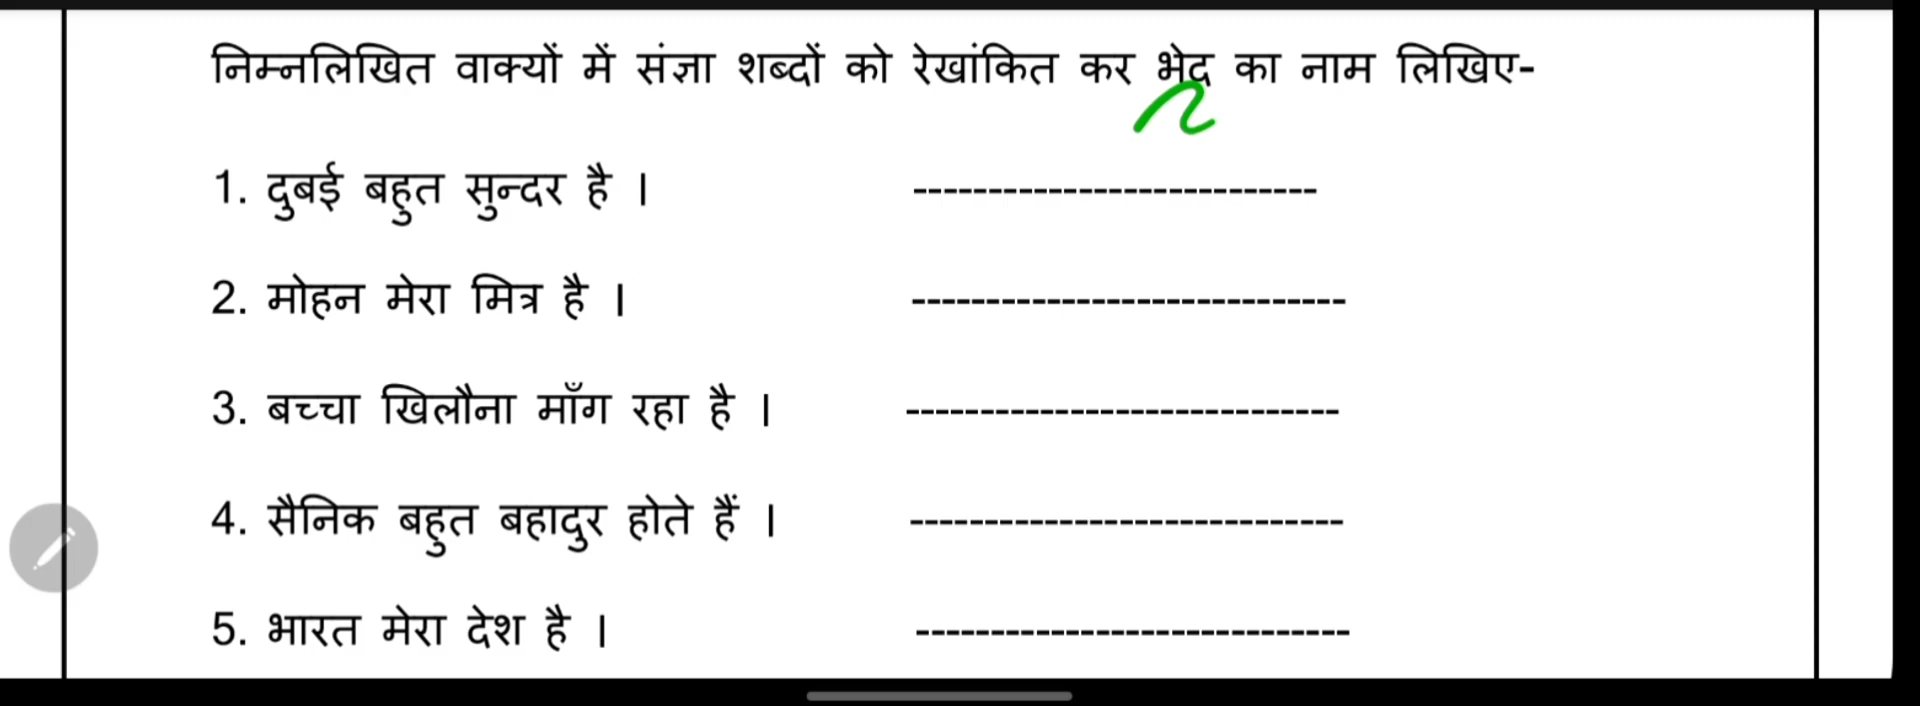 निम्नलिखित वाक्यों में संज्ञा शब्दों को रेखांकित कर भेद का नाम लिखिए-
1. दुबई बहुत सुन्दर है । ---------------------------
2. मोहन मेरा मित्र है । -----------------------------
3. बच्चा खिलौना माँग रहा है । -----------------------------
4. सैनिक बहुत बहादुर होते हैं । -----------------------------
5. भारत मेरा देश है । -----------------------------